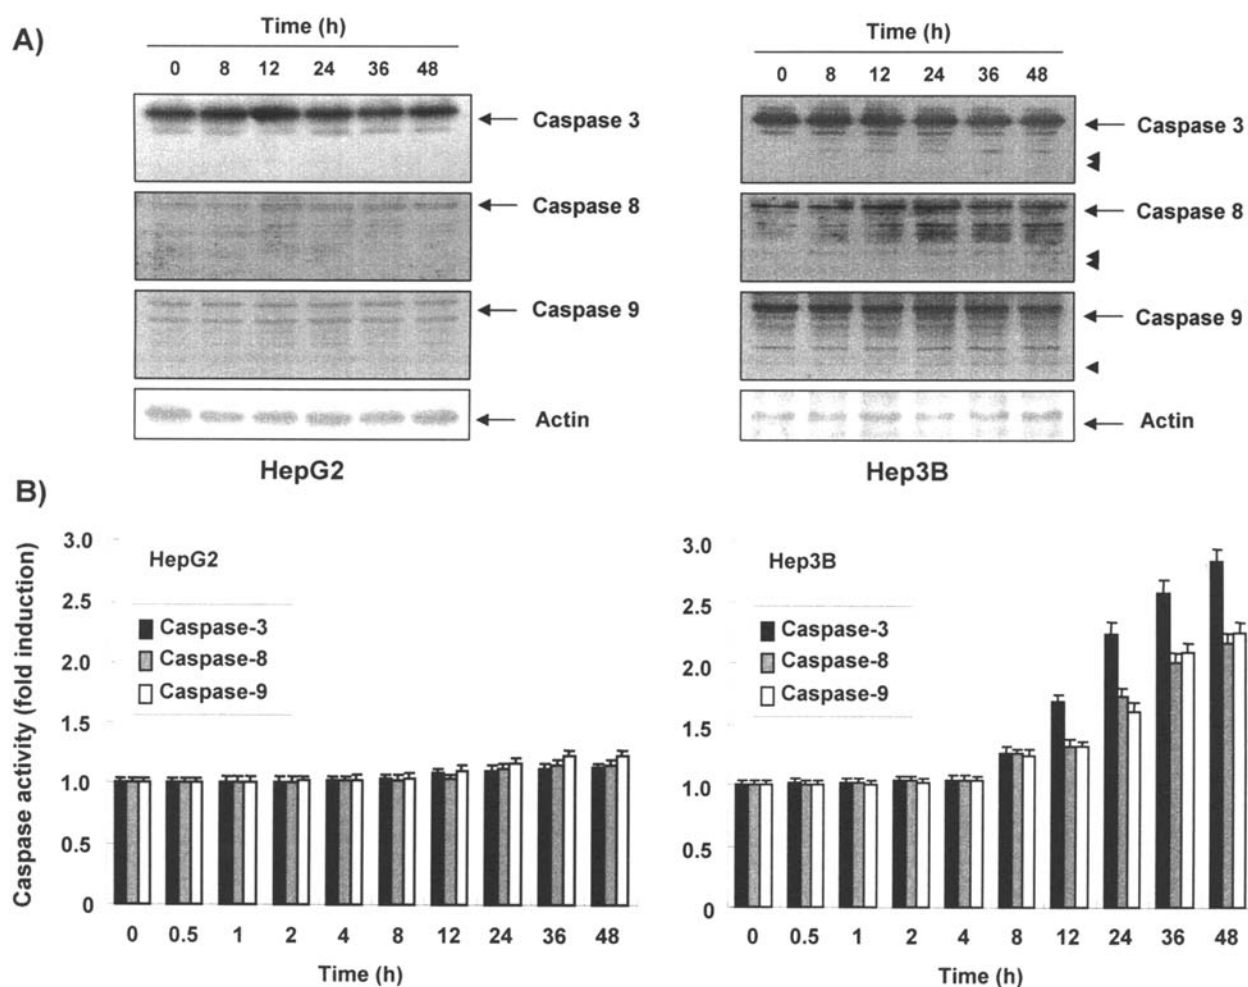 A)
Time (h)
0 8 12 24 36 48
Caspase 3
Caspase 8
Caspase 9
Actin
HepG2
Time (h)
0 8 12 24 36 48
Caspase 3
Caspase 8
Caspase 9
Actin
Hep3B
B)
Caspase activity (fold induction)
3.0
2.5
2.0
1.5
1.0
0.5
0
HepG2
Caspase-3
Caspase-8
Caspase-9
0 0.5 1 2 4 8 12 24 36 48
Time (h)
3.0
2.5
2.0
1.5
1.0
0.5
0
Hep3B
Caspase-3
Caspase-8
Caspase-9
0 0.5 1 2 4 8 12 24 36 48
Time (h)